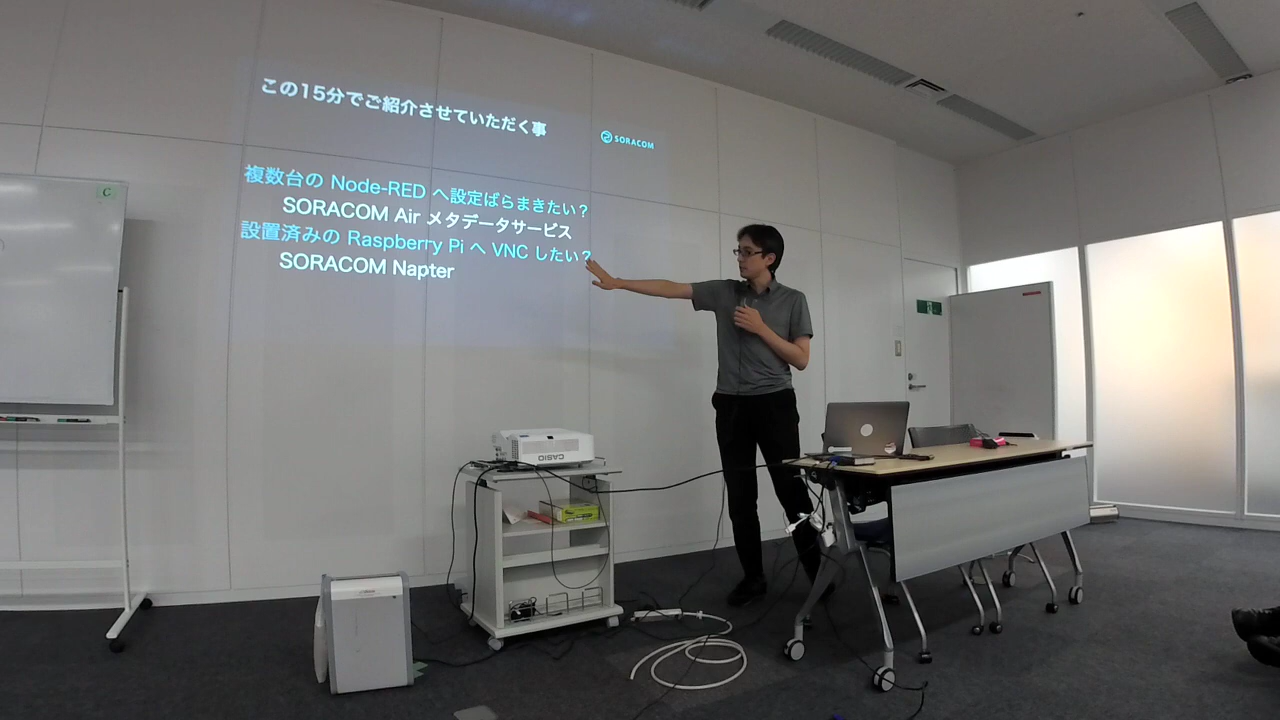 この15分でご紹介させていただく事
SORACOM
複数台の Node-RED へ設定ばらまきたい？
SORACOM Air メタデータサービス
設置済みの Raspberry Pi へ VNC したい？
SORACOM Napter
C
CASIO